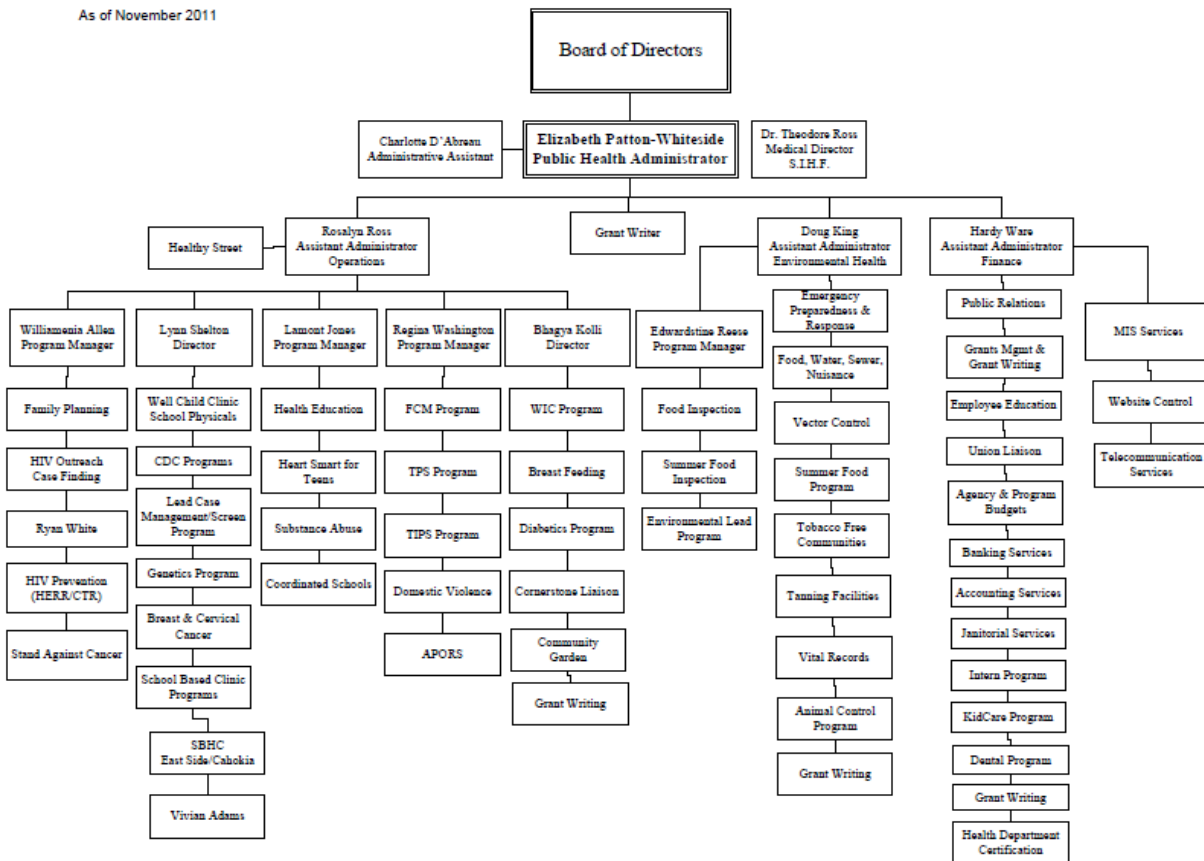 As of November 2011
Board of Directors
Charlotte D'Abreau
Administrative Assistant
Elizabeth Patton-Whiteside
Public Health Administrator
Dr. Theodore Ross
Medical Director
S.I.H.F.
Healthy Street
Rosalyn Ross
Assistant Administrator
Operations
Grant Writer
Doug King
Assistant Administrator
Environmental Health
Hardy Ware
Assistant Administrator
Finance
Williamenia Allen
Program Manager
Family Planning
HIV Outreach
Case Finding
Ryan White
HIV Prevention
(HERR/CTR)
Stand Against Cancer
Lynn Shelton
Director
Well Child Clinic
School Physicals
CDC Programs
Lead Case
Management/Screen
Program
Genetics Program
Breast & Cervical
Cancer
School Based Clinic
Programs
SBHC
East Side/Cahokia
Vivian Adams
Lamont Jones
Program Manager
Health Education
Heart Smart for
Teens
Substance Abuse
Coordinated Schools
Regina Washington
Program Manager
FCM Program
TPS Program
TIPS Program
Domestic Violence
APORS
Bhagya Kolli
Director
WIC Program
Breast Feeding
Diabetics Program
Cornerstone Liaison
Community
Garden
Grant Writing
Edwardstine Reese
Program Manager
Food Inspection
Summer Food
Inspection
Environmental Lead
Program
Emergency
Preparedness &
Response
Food, Water, Sewer,
Nuisance
Vector Control
Summer Food
Program
Tobacco Free
Communities
Tanning Facilities
Vital Records
Animal Control
Program
Grant Writing
Public Relations
Grants Mgmt &
Grant Writing
Employee Education
Union Liaison
Agency & Program
Budgets
Banking Services
Accounting Services
Janitorial Services
Intern Program
KidCare Program
Dental Program
Grant Writing
Health Department
Certification
MIS Services
Website Control
Telecommunication
Services